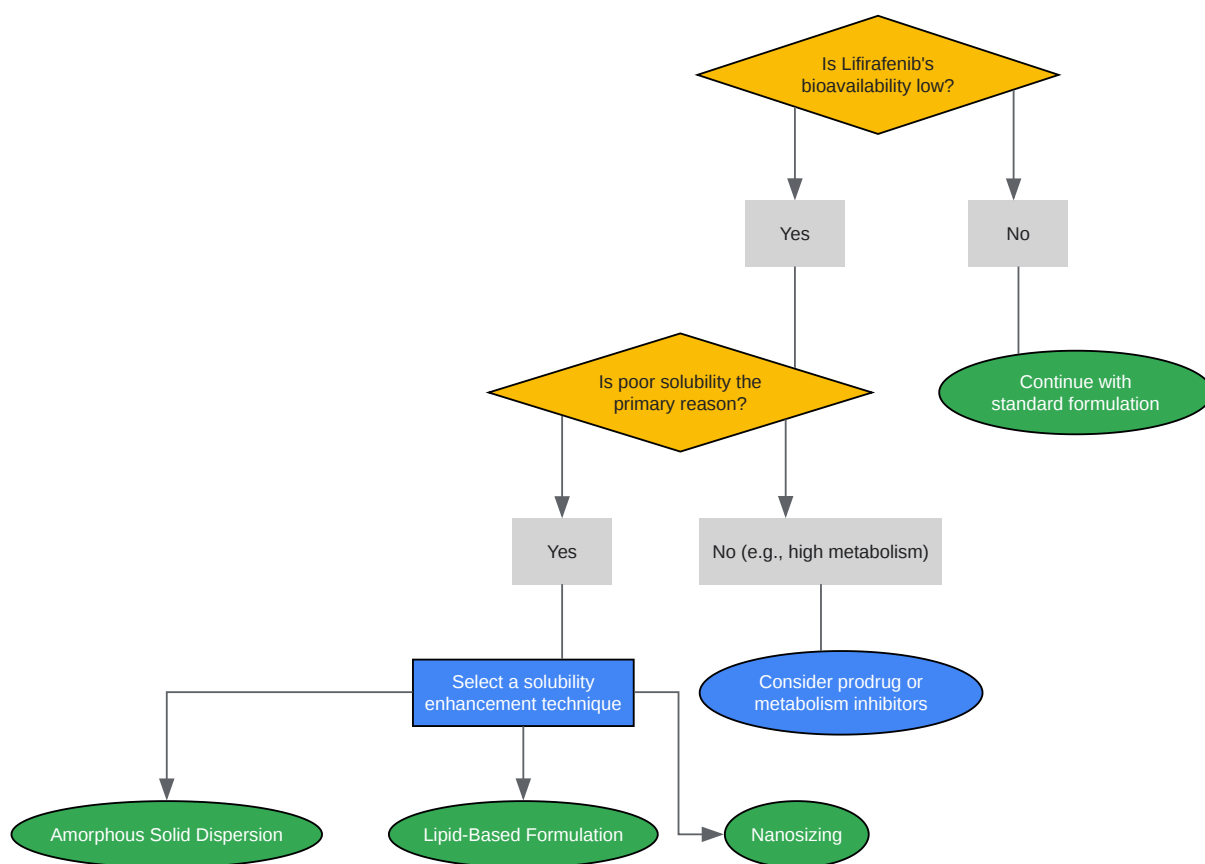 Is Lifirafenib's
bioavailability low?
Yes
No
Is poor solubility the
primary reason?
Continue with
standard formulation
Yes
No (e.g., high metabolism)
Select a solubility
enhancement technique
Consider prodrug or
metabolism inhibitors
Amorphous Solid Dispersion
Lipid-Based Formulation
Nanosizing